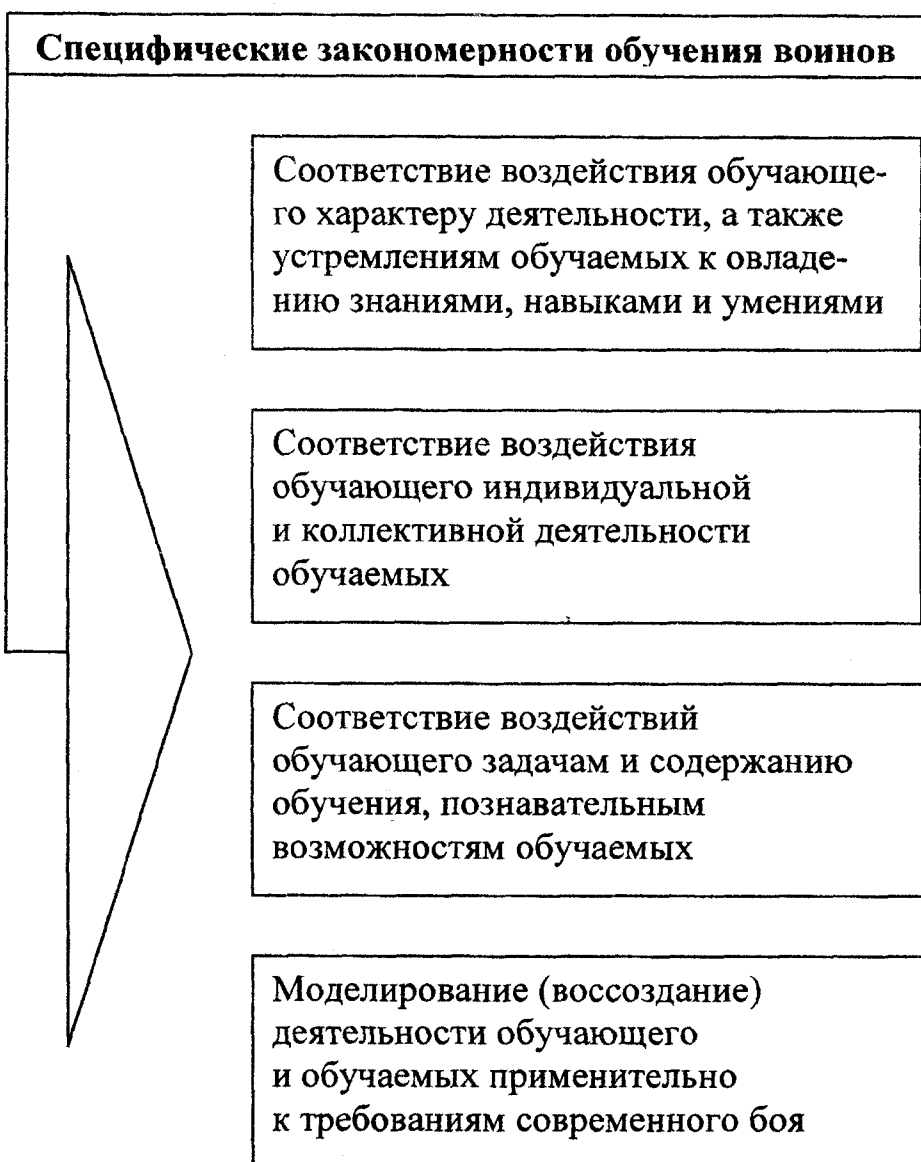 Специфические закономерности обучения воинов
Соответствие воздействия обучающе-
го характеру деятельности, а также
устремлениям обучаемых к овладе-
нию знаниями, навыками и умениями
Соответствие воздействия
обучающего индивидуальной
и коллективной деятельности
обучаемых
Соответствие воздействий
обучающего задачам и содержанию
обучения, познавательным
возможностям обучаемых
Моделирование (воссоздание)
деятельности обучающего
и обучаемых применительно
к требованиям современного боя